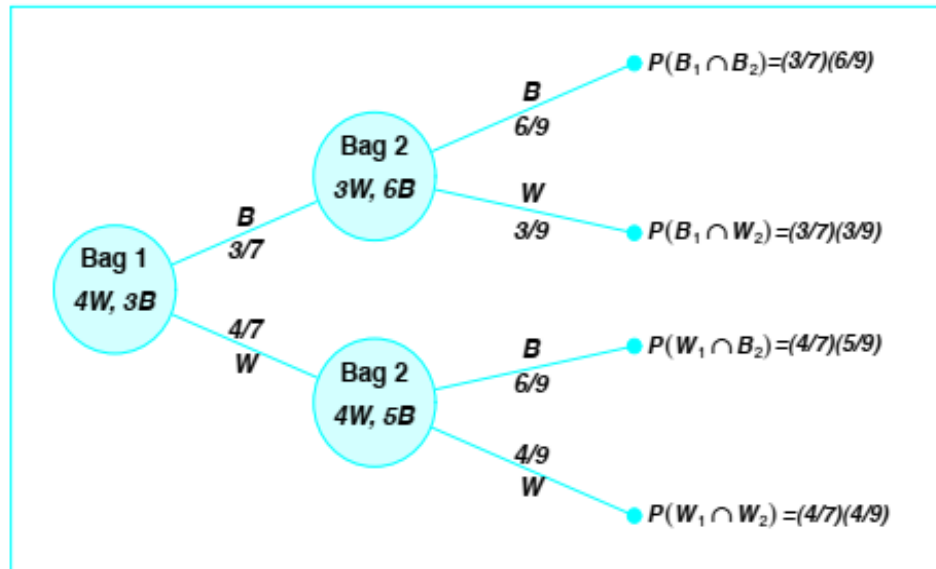 Bag 1
4W, 3B
B
3/7
4/7
W
Bag 2
3W, 6B
B
6/9
W
3/9
Bag 2
4W, 5B
B
6/9
4/9
W
P(B₁ ∩ B₂)=(3/7)(6/9)
P(B₁ ∩ W₂)=(3/7)(3/9)
P(W₁ ∩ B₂)=(4/7)(5/9)
P(W₁ ∩ W₂) =(4/7)(4/9)